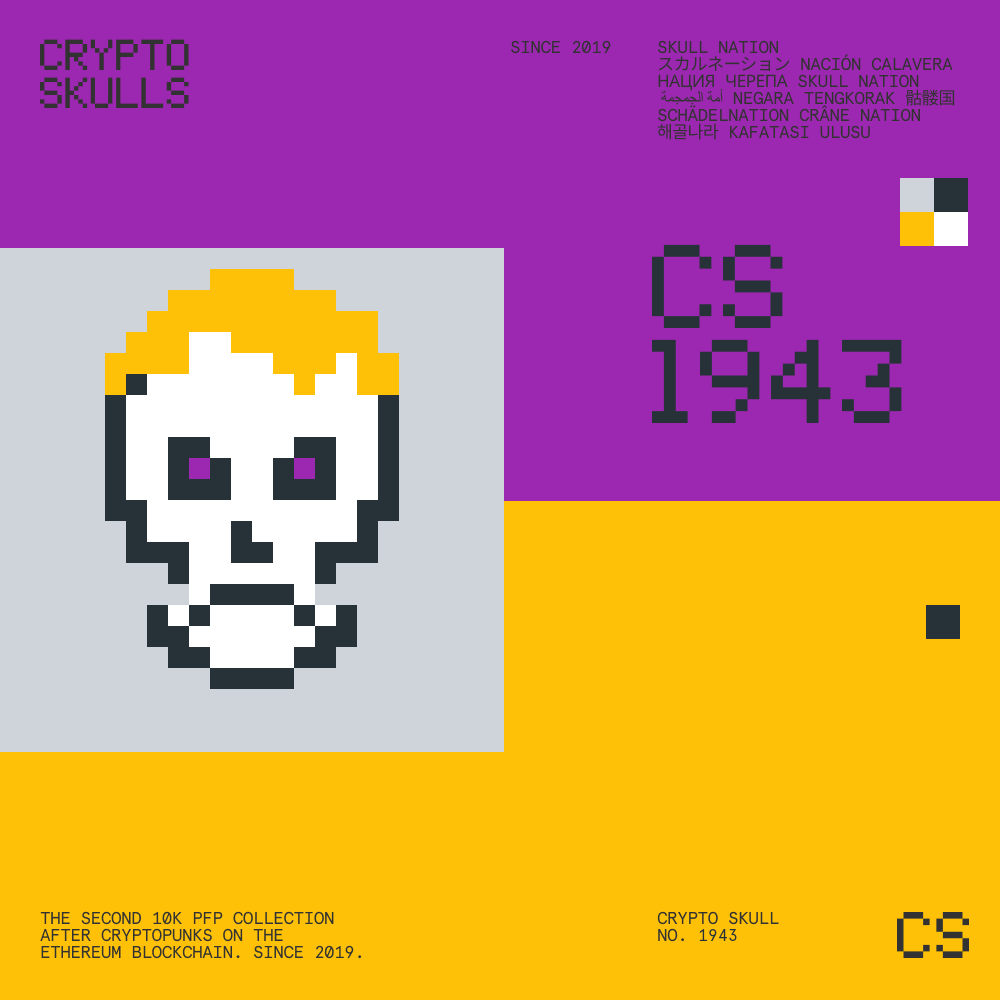 CRYPTO
SKULLS
SINCE 2019
SKULL NATION
スカルネーション NACIÓN CALAVERA
НАЦИЯ ЧЕРЕПА SKULL NATION
أمة الجمجمة NEGARA TENGKORAK 骷髅国
SCHÄDELNATION CRÂNE NATION
해골나라 KAFATASI ULUSU
CS
1943
THE SECOND 10K PFP COLLECTION
AFTER CRYPTOPUNKS ON THE
ETHEREUM BLOCKCHAIN. SINCE 2019.
CRYPTO SKULL
NO. 1943
CS